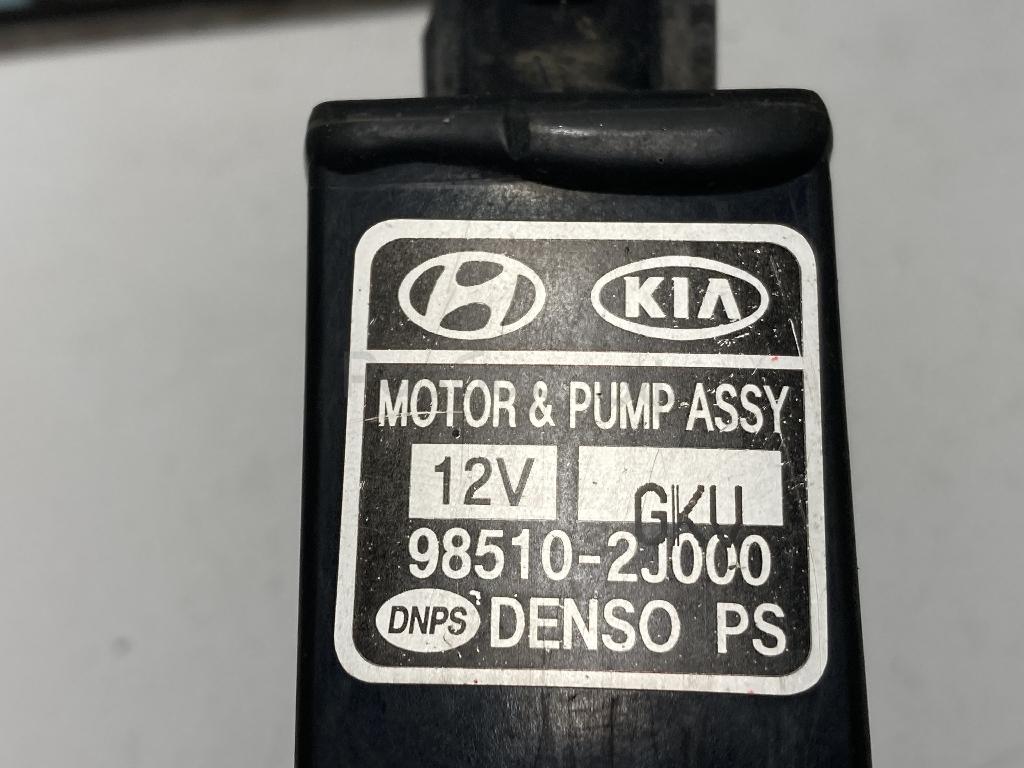 KIA
MOTOR & PUMP ASSY
12V GKU
98510-2J000
DNPS DENSO PS